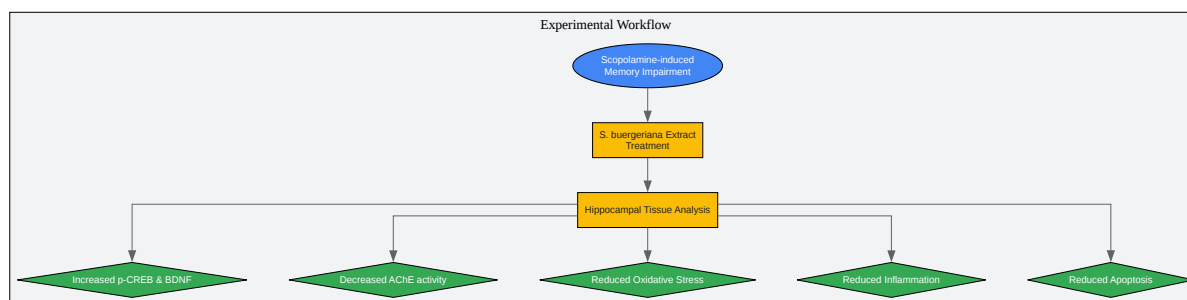 Experimental Workflow
Scopolamine-induced
Memory Impairment
S. buergeriana Extract
Treatment
Hippocampal Tissue Analysis
Increased p-CREB & BDNF
Decreased AChE activity
Reduced Oxidative Stress
Reduced Inflammation
Reduced Apoptosis